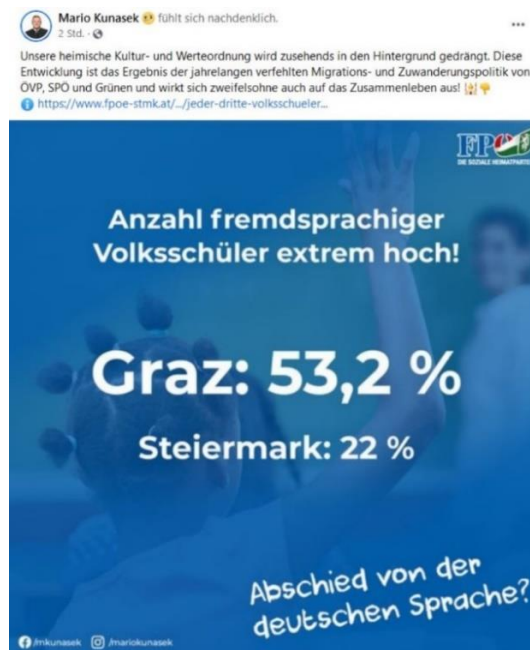 Mario Kunasek 🤨 fühlt sich nachdenklich.
2 Std. ·
Unsere heimische Kultur- und Werteordnung wird zusehends in den Hintergrund gedrängt. Diese
Entwicklung ist das Ergebnis der jahrelangen verfehlten Migrations- und Zuwanderungspolitik von
ÖVP, SPÖ und Grünen und wirkt sich zweifelsohne auch auf das Zusammenleben aus!
https://www.fpoe-stmk.at/.../jeder-dritte-volksschueler...
FPÖ
DIE SOZIALE HEIMATPARTEI
Anzahl fremdsprachiger
Volksschüler extrem hoch!
Graz: 53,2 %
Steiermark: 22 %
Abschied von der
deutschen Sprache?
/mkunasek /mariokunasek